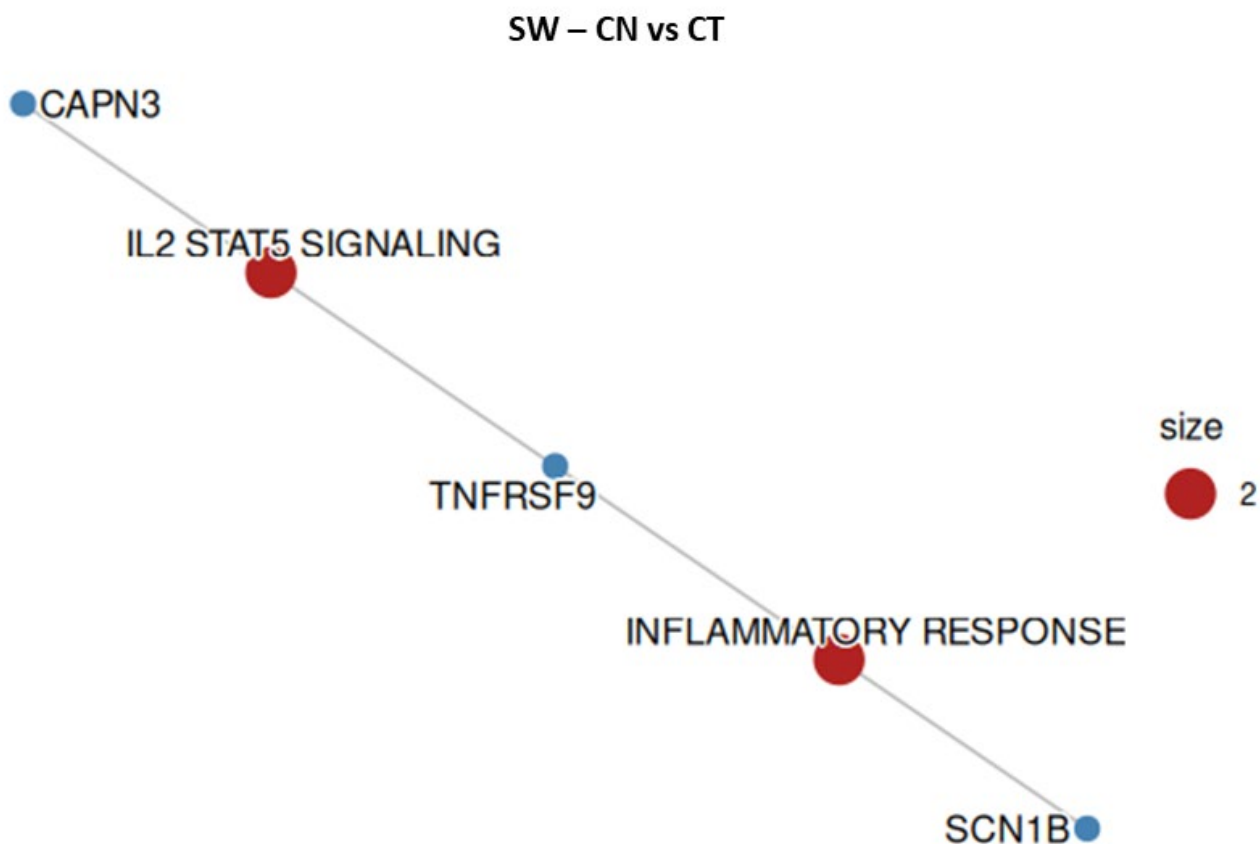 SW – CN vs CT
CAPN3
IL2 STAT5 SIGNALING
size
2
TNFRSF9
INFLAMMATORY RESPONSE
SCN1B